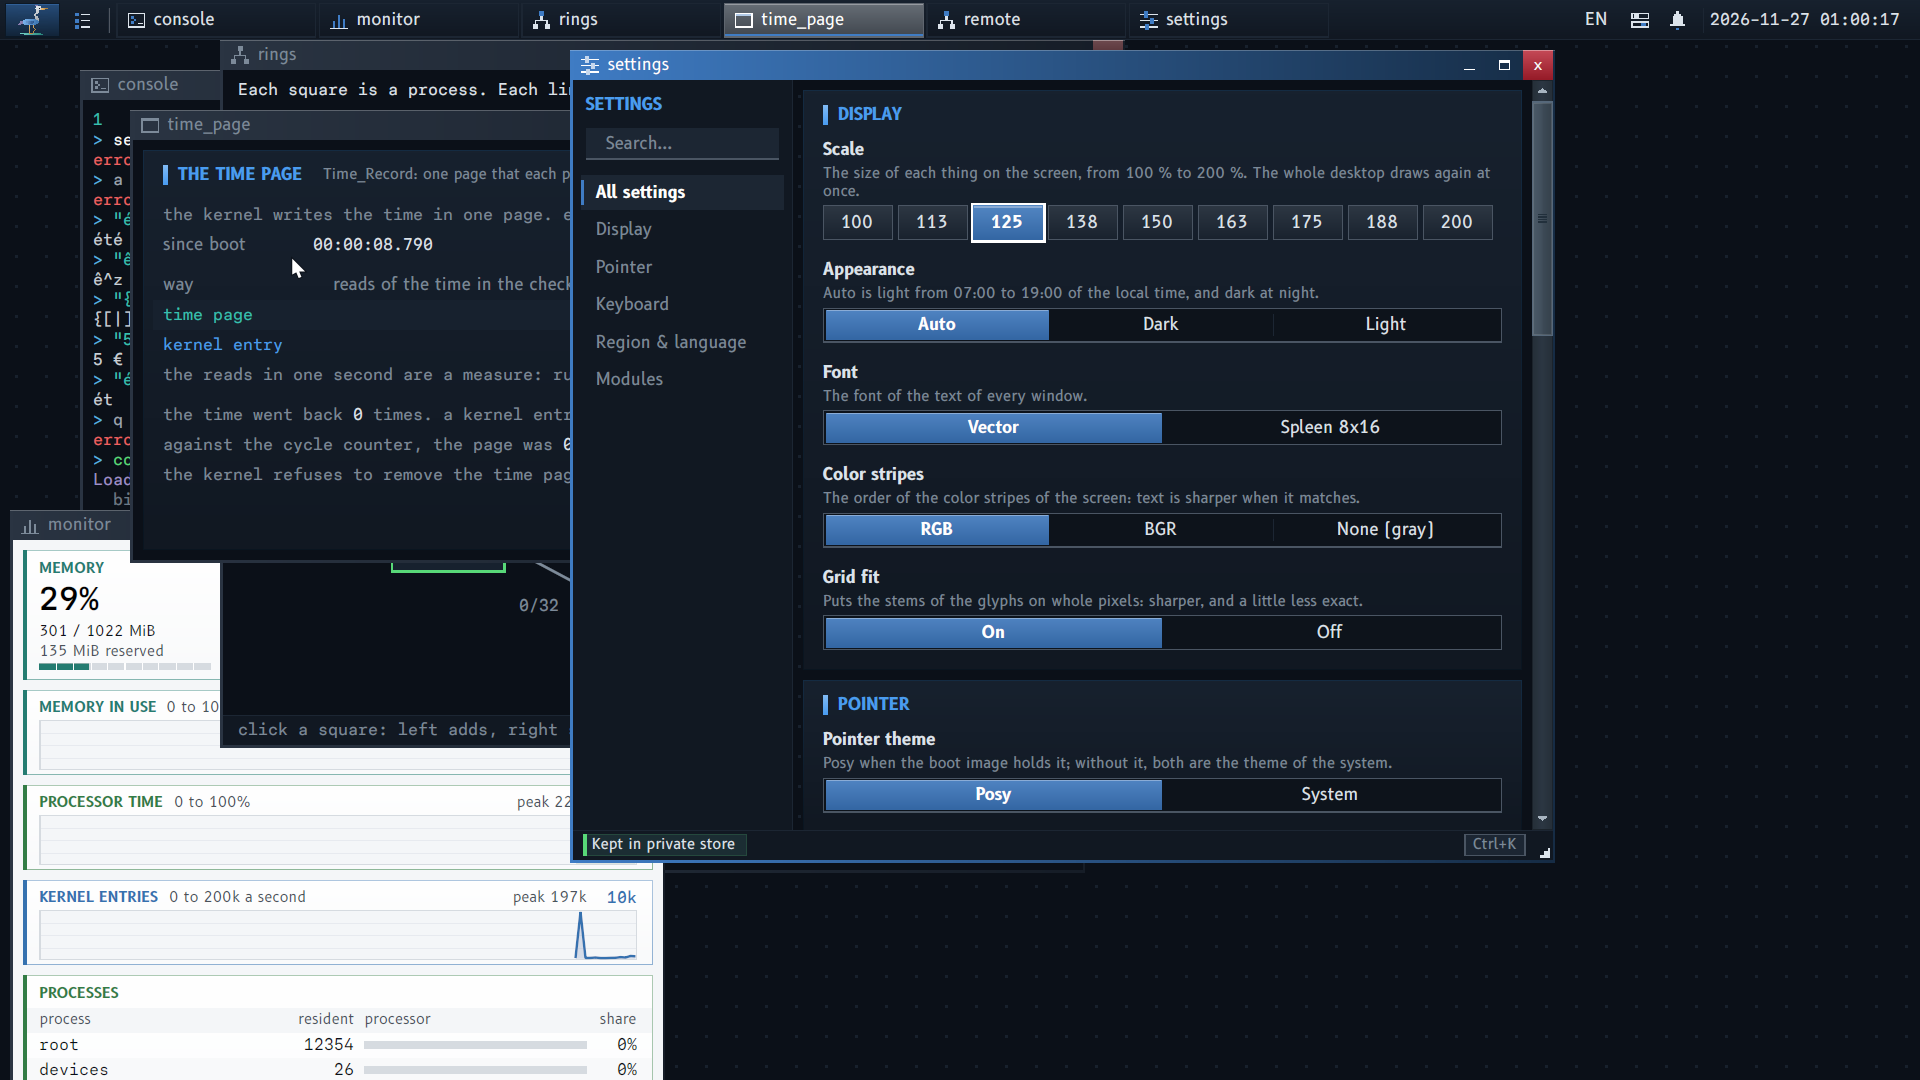 console
monitor
rings
time_page
remote
settings
EN
2026-11-27 01:00:17
rings
Each square is a process. Each
console
1
>
> a
>
>
été
>
ê^z
>
{[|]
>
5 €
>
ét
> q
>
>
time_page
THE TIME PAGE Time_Record: one page that each
the kernel writes the time in one page.
since boot 00:00:08.790
way reads of the time in the check
time page
kernel entry
the reads in one second are a measure:
the time went back 0 times. a kernel
against the cycle counter, the page was
the kernel refuses to remove the time
0/32
click a square: left adds, right
monitor
MEMORY
29%
301 / 1022 MiB
135 MiB reserved
MEMORY IN USE 0 to
PROCESSOR TIME 0 to 100% peak
KERNEL ENTRIES 0 to 200k a second peak 197k 10k
PROCESSES
process resident processor share
root 12354 0%
devices 26 0%
settings
SETTINGS
Search...
All settings
Display
Pointer
Keyboard
Region & language
Modules
DISPLAY
Scale
The size of each thing on the screen, from 100 % to 200 %. The whole desktop draws again at
once.
100 113 125 138 150 163 175 188 200
Appearance
Auto is light from 07:00 to 19:00 of the local time, and dark at night.
Auto Dark Light
Font
The font of the text of every window.
Vector Spleen 8x16
Color stripes
The order of the color stripes of the screen: text is sharper when it matches.
RGB BGR None [gray]
Grid fit
Puts the stems of the glyphs on whole pixels: sharper, and a little less exact.
On Off
POINTER
Pointer theme
Posy when the boot image holds it; without it, both are the theme of the system.
Posy System
Kept in private store
Ctrl+K